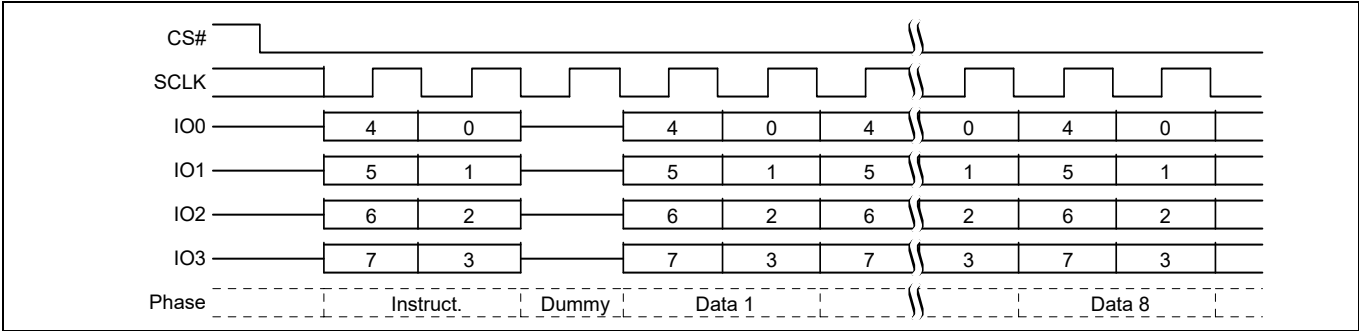 CS#
SCLK
IO0 4 0 4 0 4 0 4 0
IO1 5 1 5 1 5 1 5 1
IO2 6 2 6 2 6 2 6 2
IO3 7 3 7 3 7 3 7 3
Phase Instruct. Dummy Data 1 Data 8